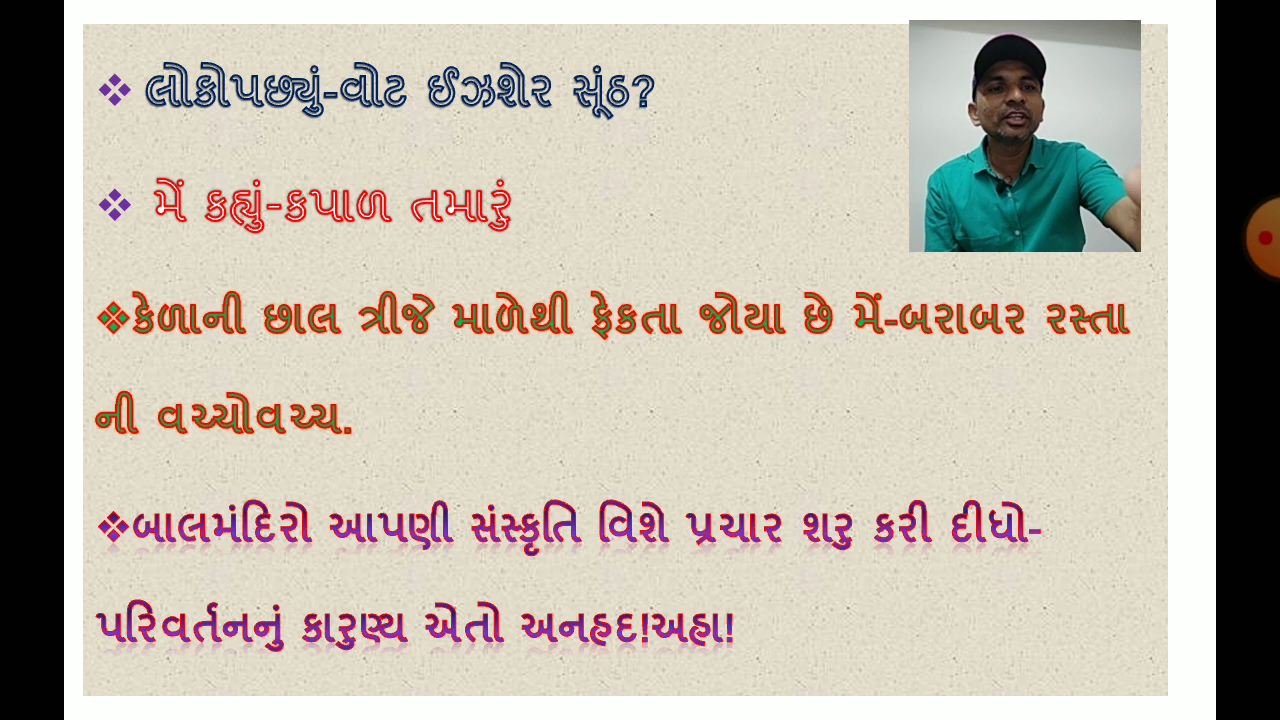 લોકોપછ્યું-વોટ ઈઝશેર સૂંઠ?
મેં કહ્યું-કપાળ તમારું
કેળાની છાલ ત્રીજે માળેથી ફેંકતા જોયા છે મેં-બરાબર રસ્તા
ની વચ્ચોવચ્ચ.
બાલમંદિરો આપણી સંસ્કૃતિ વિશે પ્રચાર શરુ કરી દીધો-
પરિવર્તનનું કારુણ્ય એતો અનહદ!અહા!